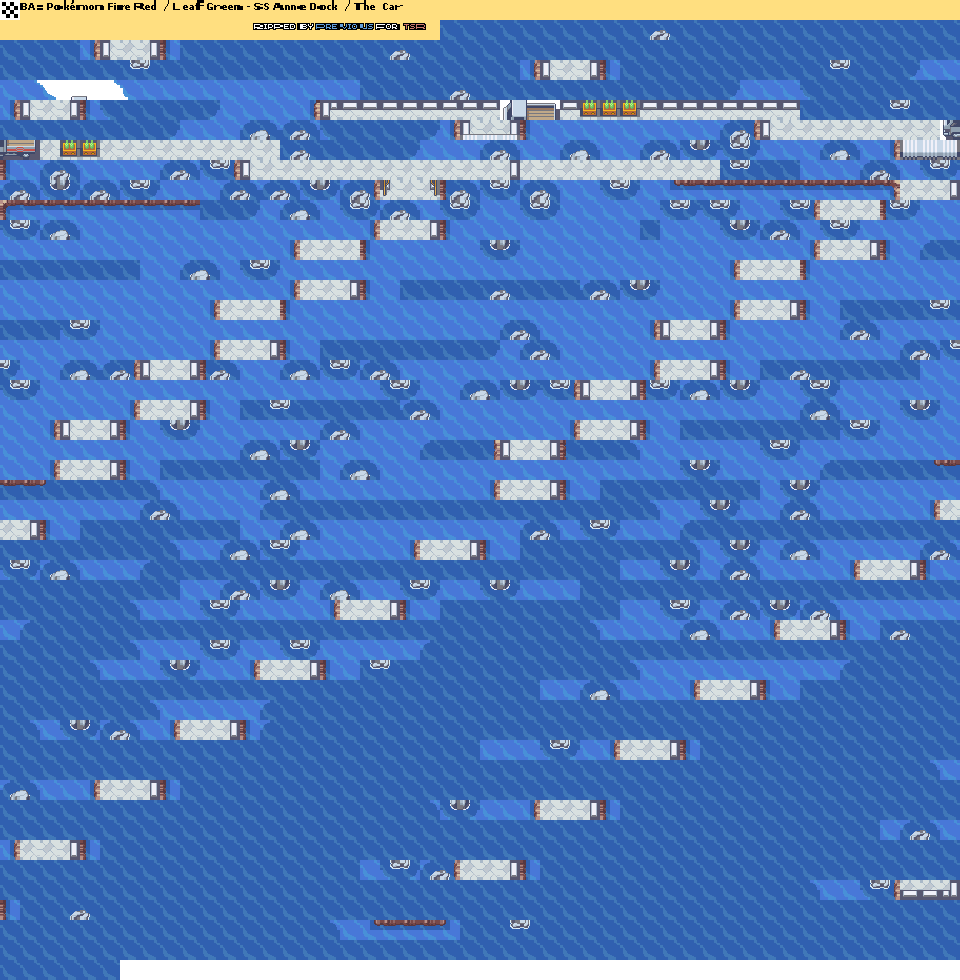 GBA - Pokémon Fire Red / Leaf Green - SS Anne Dock / The Car
RIPPED BY PREVIOUS FOR TSR